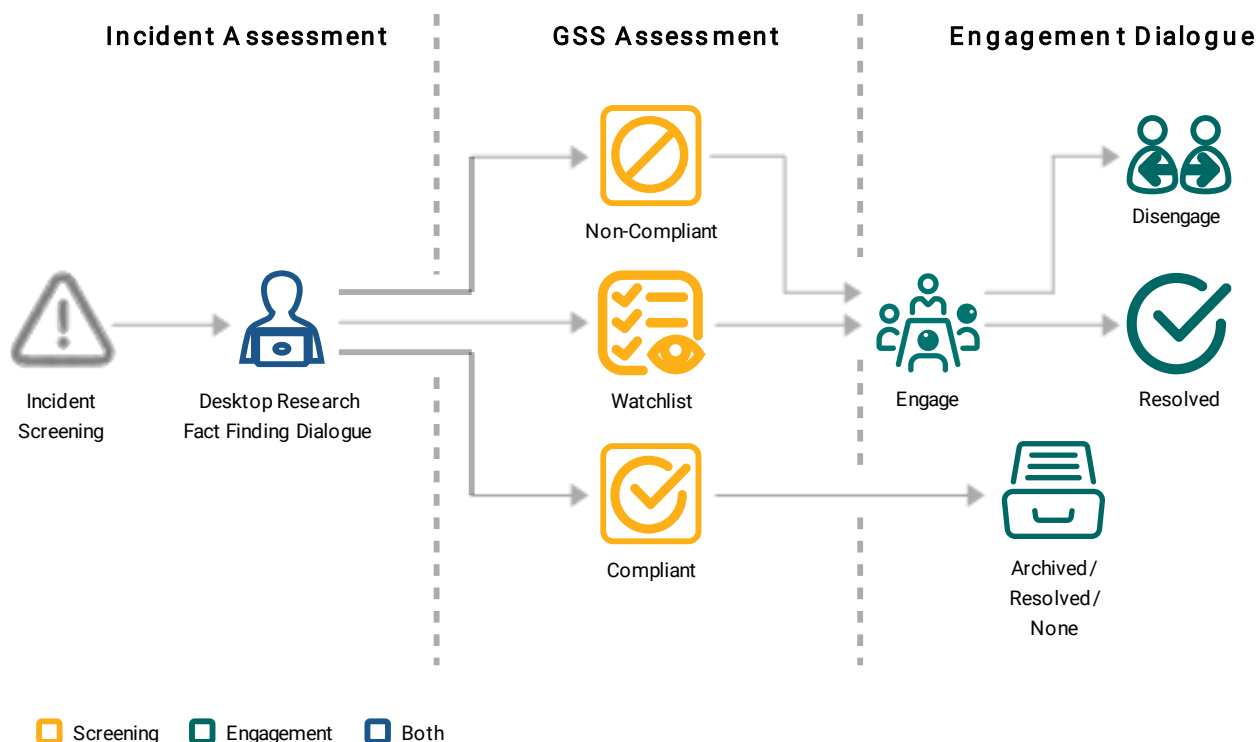 Incident Assessment
GSS Assessment
Engagement Dialogue
Non-Compliant
Disengage
Incident
Screening
Desktop Research
Fact Finding Dialogue
Watchlist
Engage
Resolved
Compliant
Archived/
Resolved/
None
Screening
Engagement
Both